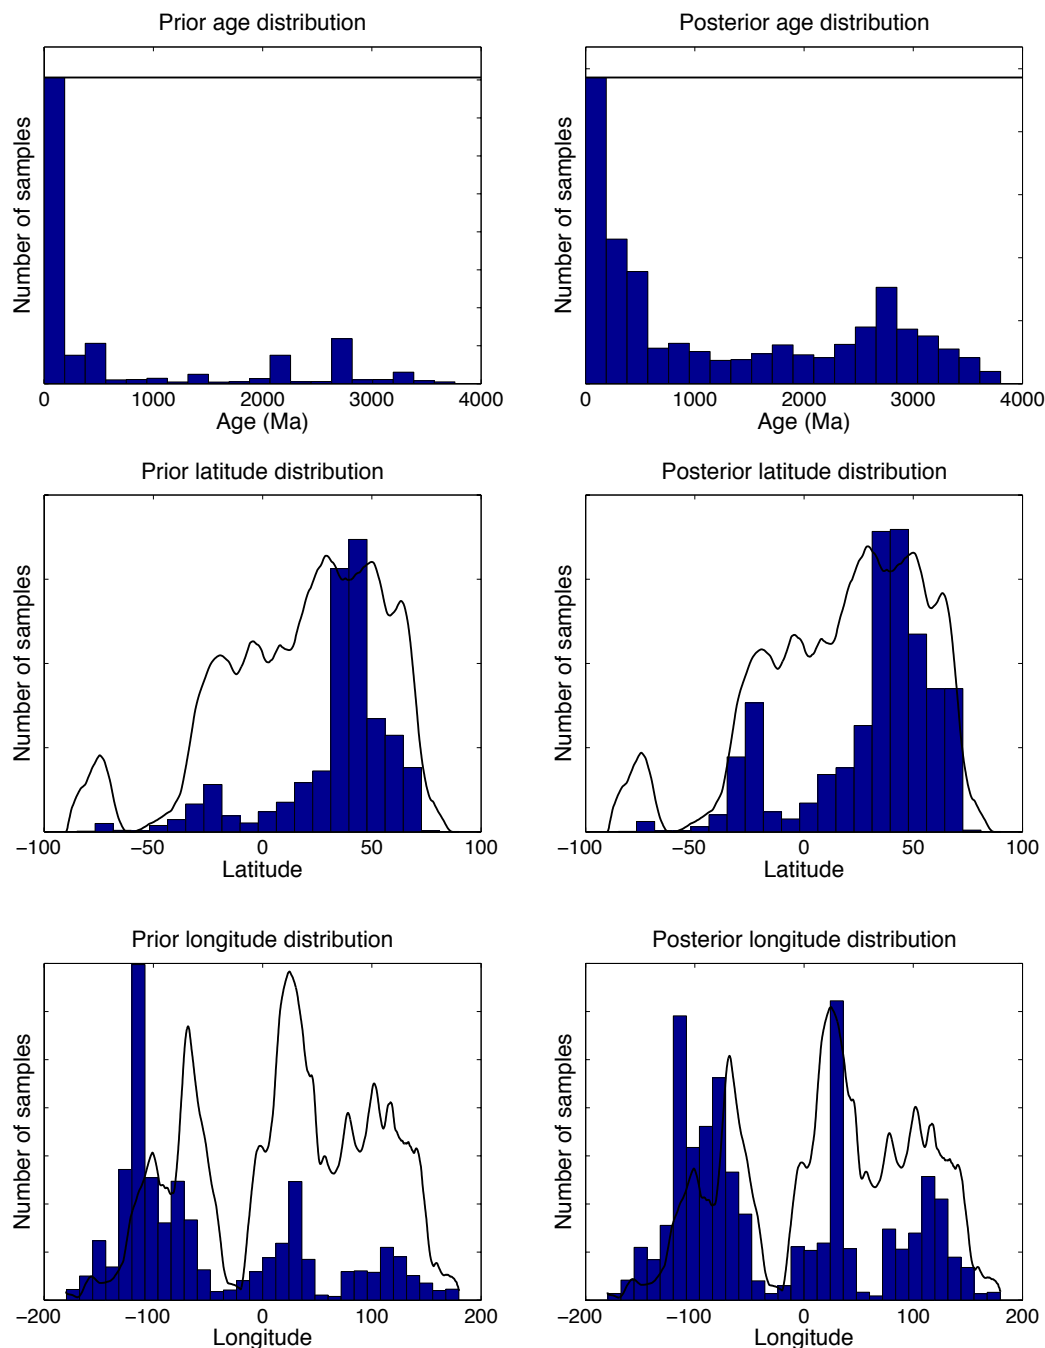 Prior age distribution
Posterior age distribution
Number of samples
Number of samples
0 1000 2000 3000 4000
0 1000 2000 3000 4000
Age (Ma)
Age (Ma)
Prior latitude distribution
Posterior latitude distribution
Number of samples
Number of samples
−100 −50 0 50 100
−100 −50 0 50 100
Latitude
Latitude
Prior longitude distribution
Posterior longitude distribution
Number of samples
Number of samples
−200 −100 0 100 200
−200 −100 0 100 200
Longitude
Longitude